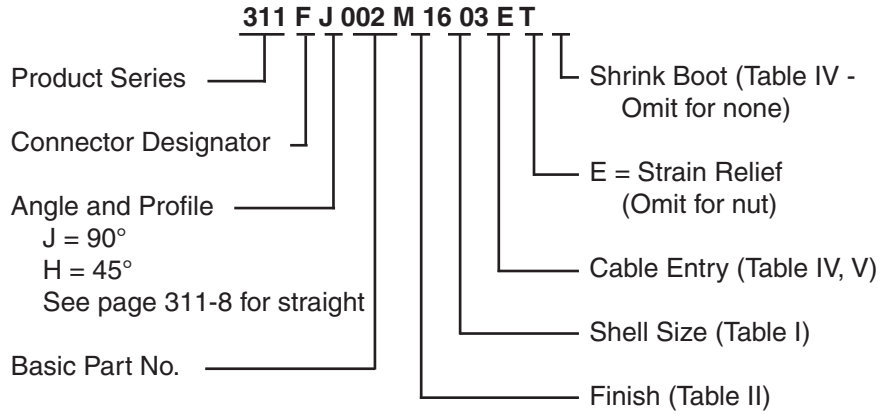 311 F J 002 M 16 03 E T
Product Series
Connector Designator
Angle and Profile
J = 90°
H = 45°
See page 311-8 for straight
Basic Part No.
Shrink Boot (Table IV -
Omit for none)
E = Strain Relief
(Omit for nut)
Cable Entry (Table IV, V)
Shell Size (Table I)
Finish (Table II)